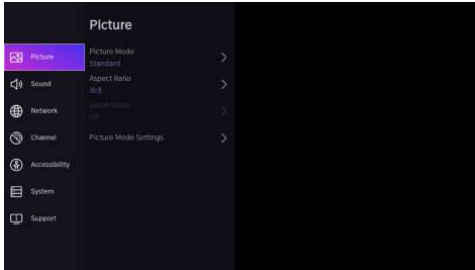 Picture
Picture
Picture Mode
Standard
Sound
Aspect Ratio
16:9
Network
Game Mode
Off
Channel
Picture Mode Settings
Accessibility
System
Support